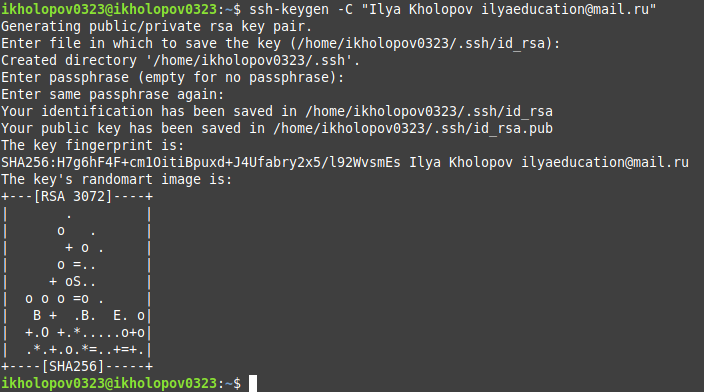 ikholopov0323@ikholopov0323:~$ ssh-keygen -C "Ilya Kholopov ilyaeducation@mail.ru"
Generating public/private rsa key pair.
Enter file in which to save the key (/home/ikholopov0323/.ssh/id_rsa):
Created directory '/home/ikholopov0323/.ssh'.
Enter passphrase (empty for no passphrase):
Enter same passphrase again:
Your identification has been saved in /home/ikholopov0323/.ssh/id_rsa
Your public key has been saved in /home/ikholopov0323/.ssh/id_rsa.pub
The key fingerprint is:
SHA256:H7g6hF4F+cm1OitiBpuxd+J4Ufabry2x5/l92WvsmEs Ilya Kholopov ilyaeducation@mail.ru
The key's randomart image is:
+---[RSA 3072]----+
|       .         |
|      o   .      |
|       + o .     |
|      o =..      |
|     + oS..      |
|  o o o =o .     |
|   B +  .B.  E. o|
|  +.O +.*.....o+o|
|  .*.+.o.*=..+=+.|
+----[SHA256]-----+
ikholopov0323@ikholopov0323:~$